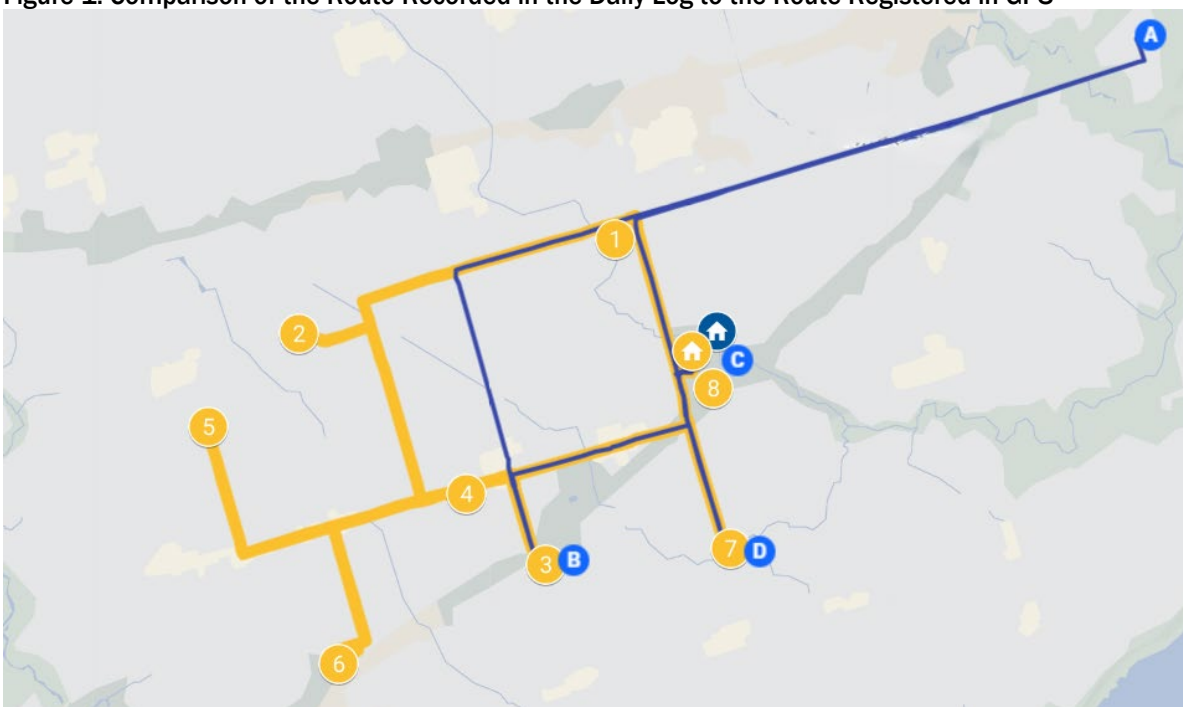 Figure 1: Comparison of the Route Recorded in the Daily Log to the Route Registered in GPS
A
1
2
C
8
5
4
3
B
7
D
6